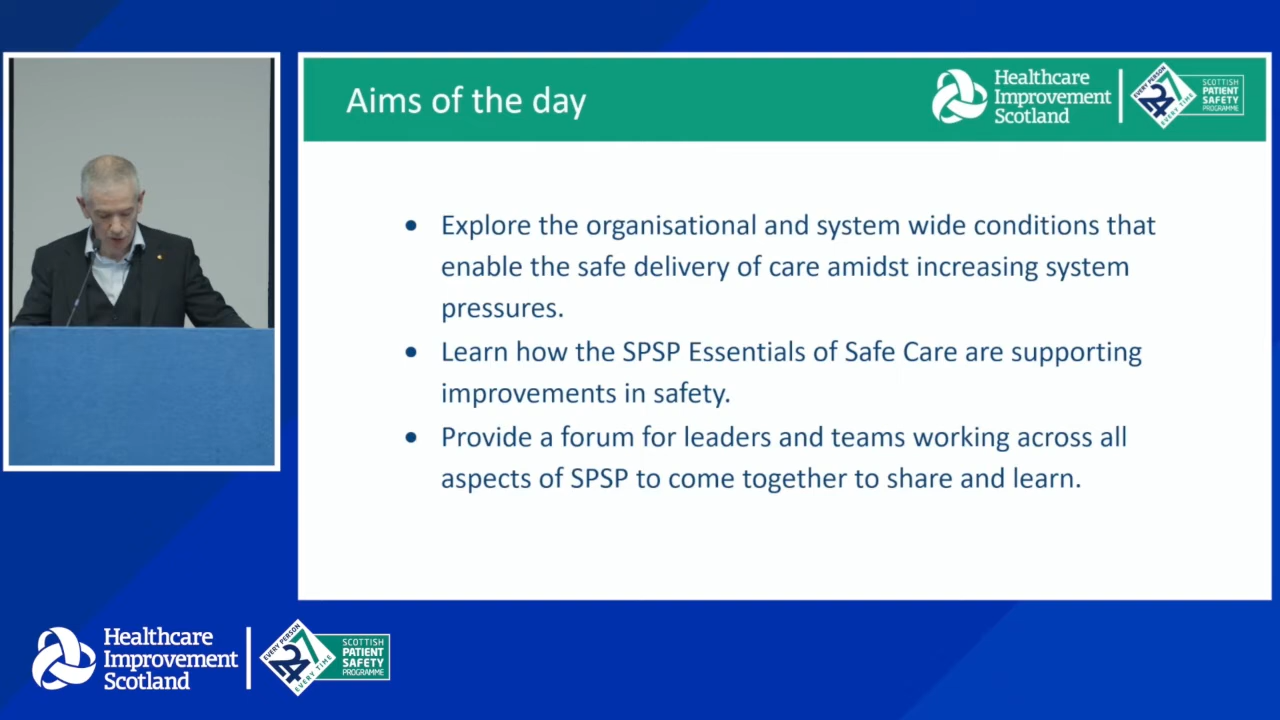 Aims of the day
Healthcare
Improvement
Scotland
EVERY PERSON
24
7
EVERY TIME
SCOTTISH
PATIENT
SAFETY
PROGRAMME
• Explore the organisational and system wide conditions that
enable the safe delivery of care amidst increasing system
pressures.
• Learn how the SPSP Essentials of Safe Care are supporting
improvements in safety.
• Provide a forum for leaders and teams working across all
aspects of SPSP to come together to share and learn.
Healthcare
Improvement
Scotland
EVERY PERSON
24
7
EVERY TIME
SCOTTISH
PATIENT
SAFETY
PROGRAMME